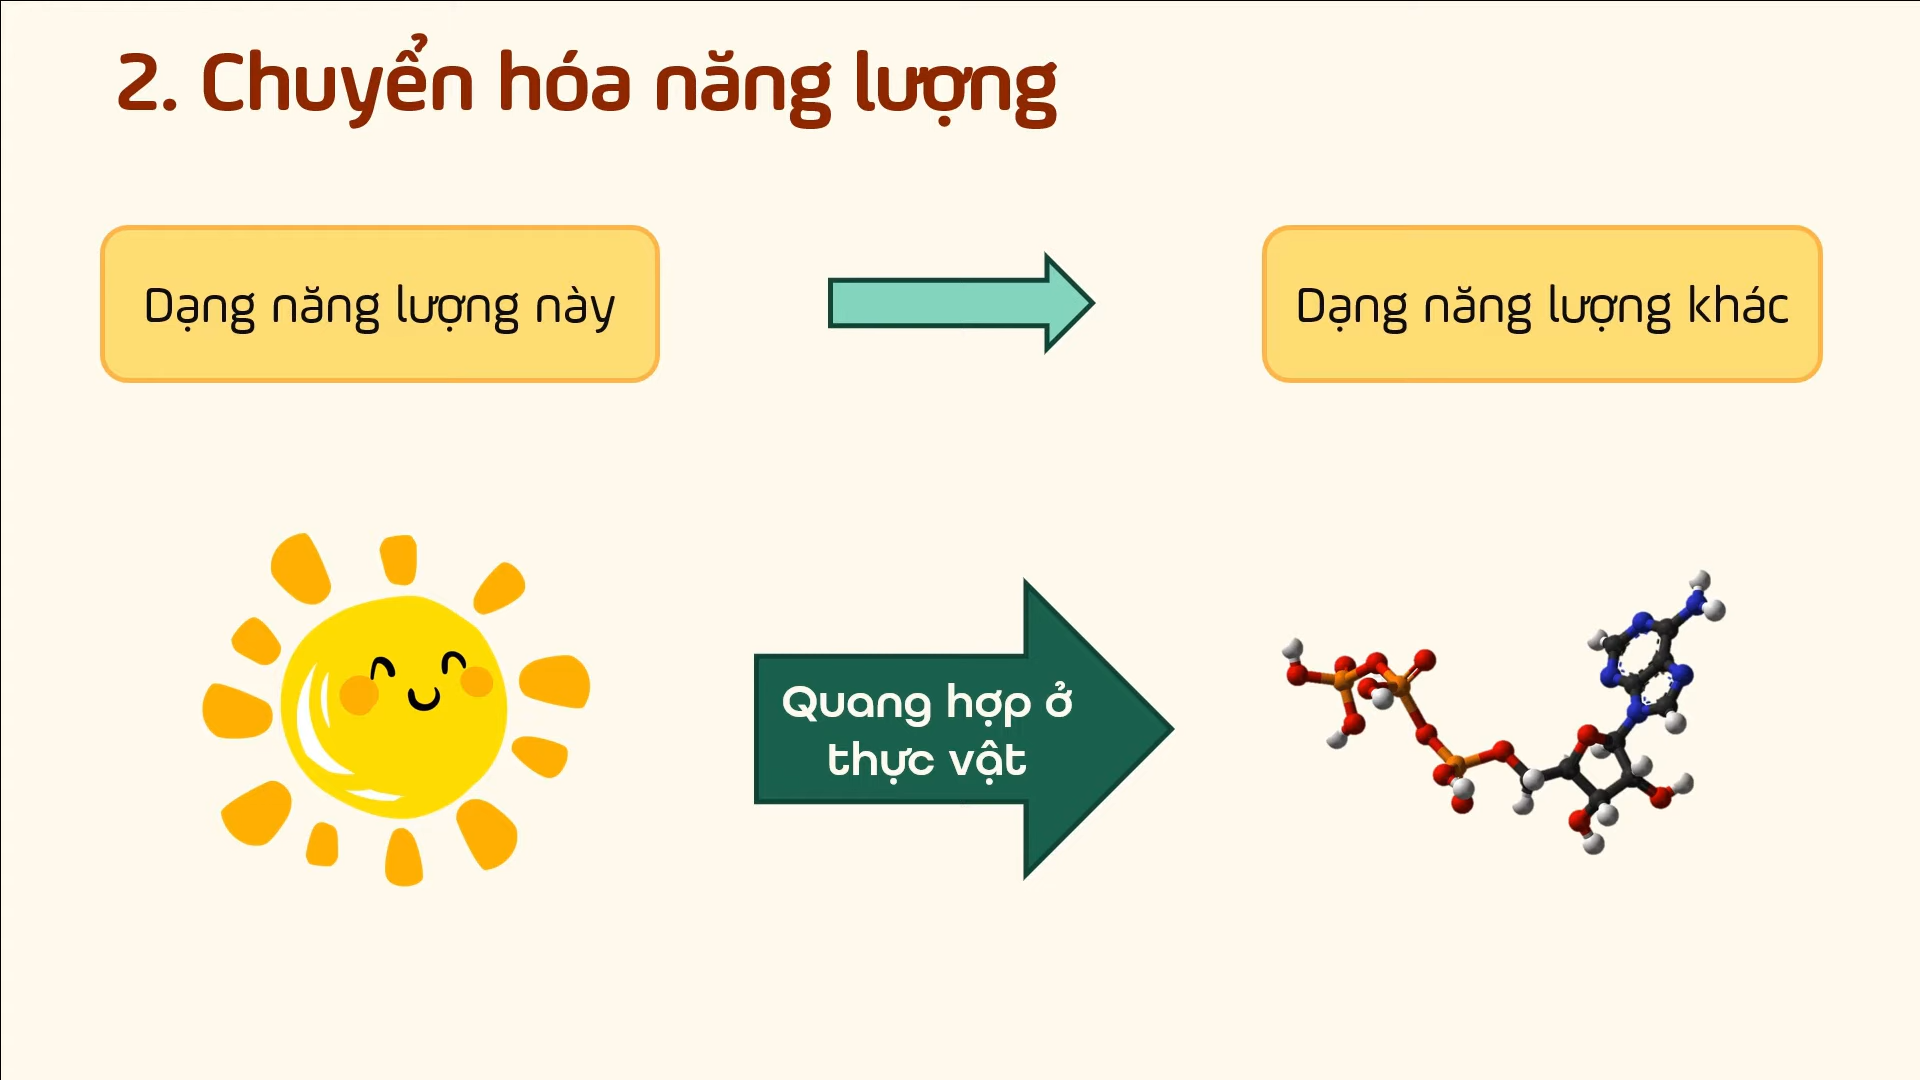 2. Chuyển hóa năng lượng
Dạng năng lượng này
Dạng năng lượng khác
Quang hợp ở
thực vật